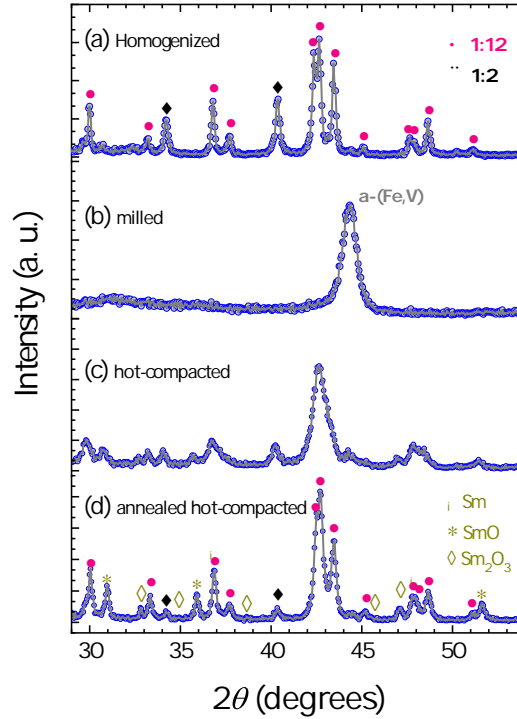 (a) Homogenized
1:12
1:2
(b) milled
a-(Fe,V)
(c) hot-compacted
(d) annealed hot-compacted
Sm
SmO
Sm₂O₃
Intensity (a. u.)
30 35 40 45 50
2θ (degrees)